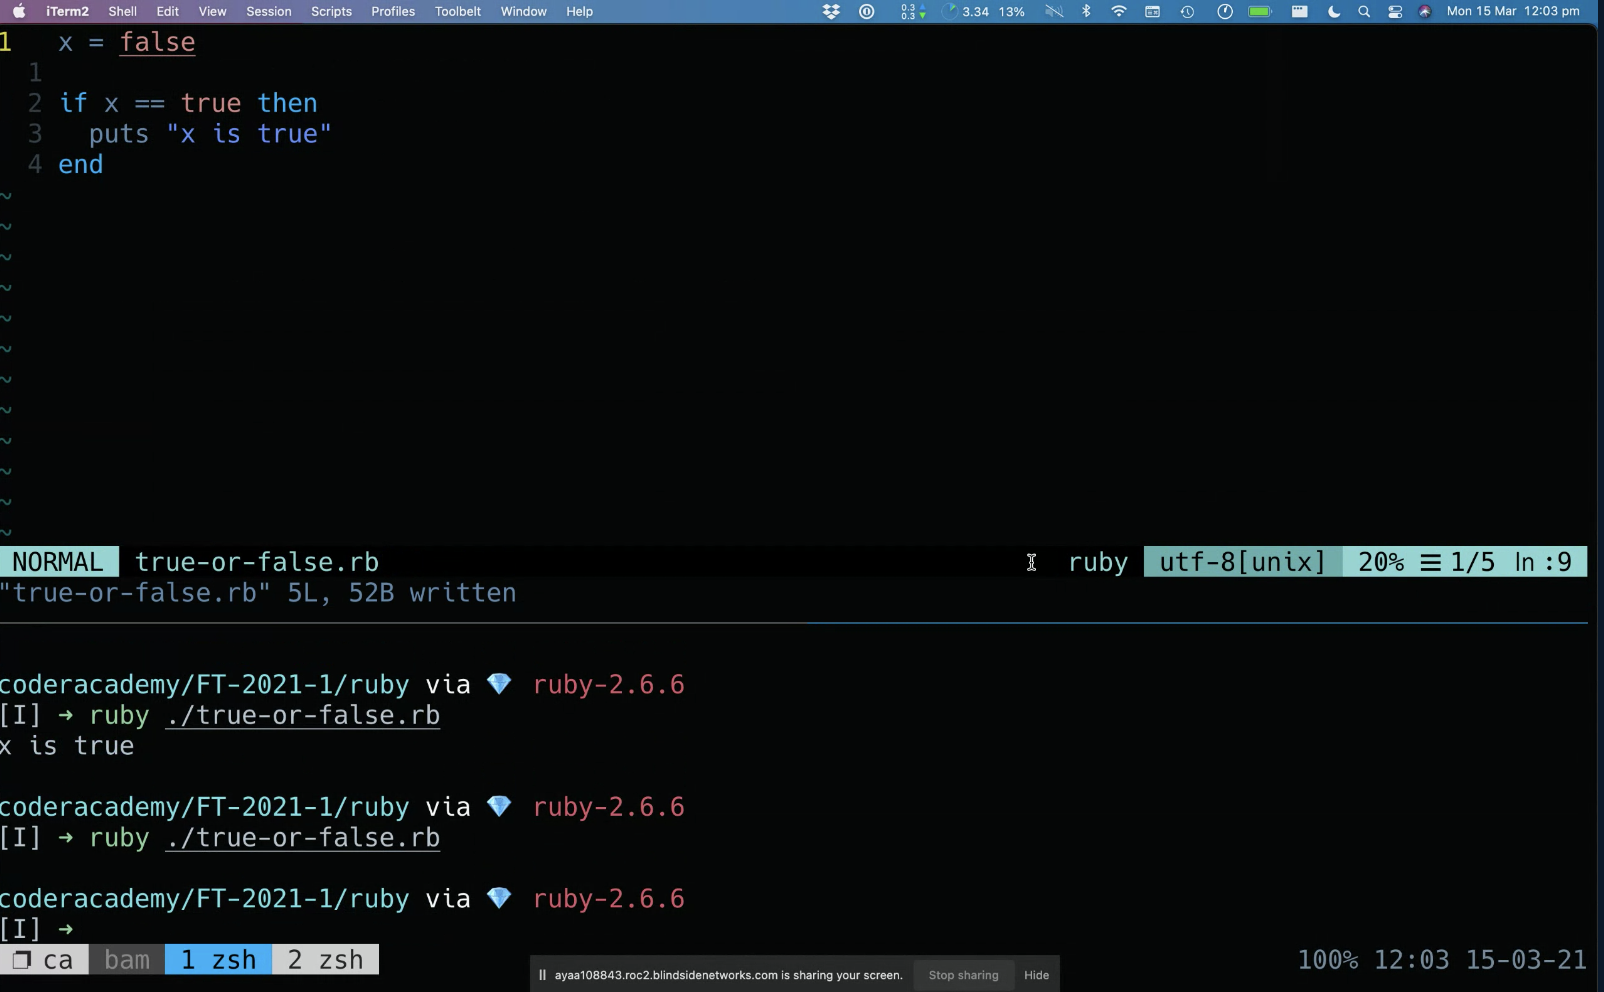 iTerm2 Shell Edit View Session Scripts Profiles Toolbelt Window Help 0.3 0.3 3.34 13% Mon 15 Mar 12:03 pm
1 x = false
1
2 if x == true then
3 puts "x is true"
4 end
~
~
~
~
~
~
~
~
~
~
~
~
NORMAL true-or-false.rb ruby utf-8[unix] 20% ☰ 1/5 ln :9
"true-or-false.rb" 5L, 52B written
coderacademy/FT-2021-1/ruby via 💎 ruby-2.6.6
[I] → ruby ./true-or-false.rb
x is true
coderacademy/FT-2021-1/ruby via 💎 ruby-2.6.6
[I] → ruby ./true-or-false.rb
coderacademy/FT-2021-1/ruby via 💎 ruby-2.6.6
[I] →
❐ ca bam 1 zsh 2 zsh 100% 12:03 15-03-21
ayaa108843.roc2.blindsidenetworks.com is sharing your screen. Stop sharing Hide